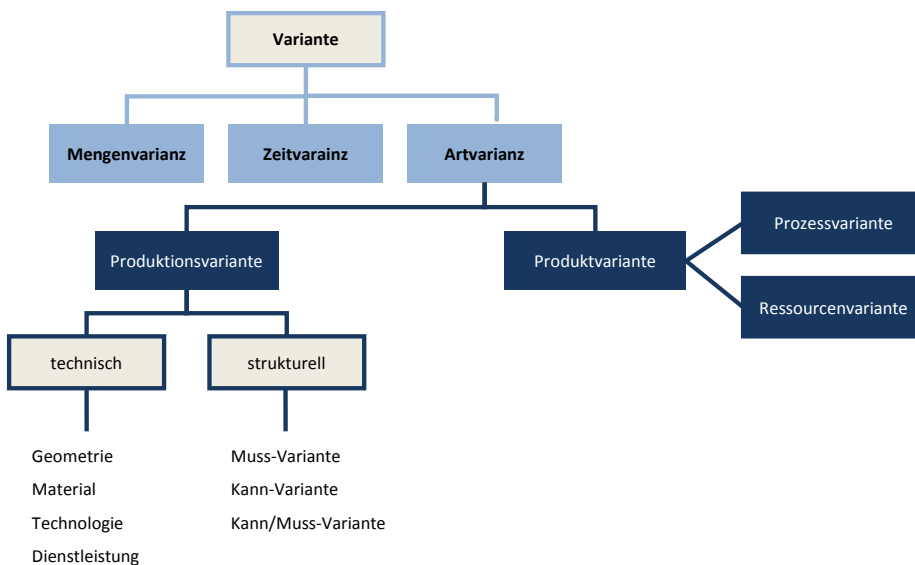 Variante
Mengenvarianz
Zeitvarainz
Artvarianz
Produktionsvariante
Produktvariante
Prozessvariante
Ressourcenvariante
technisch
strukturell
Geometrie
Material
Technologie
Dienstleistung
Muss-Variante
Kann-Variante
Kann/Muss-Variante